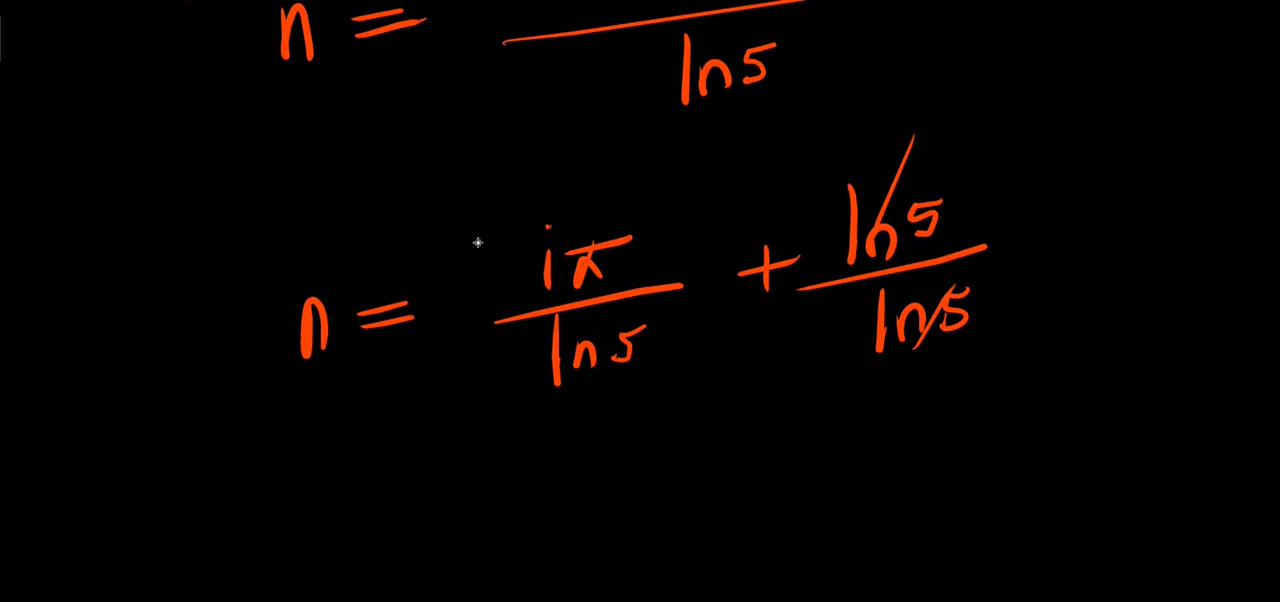 n = ―― / ln5
n = iπ/ln5 + ln5/ln5